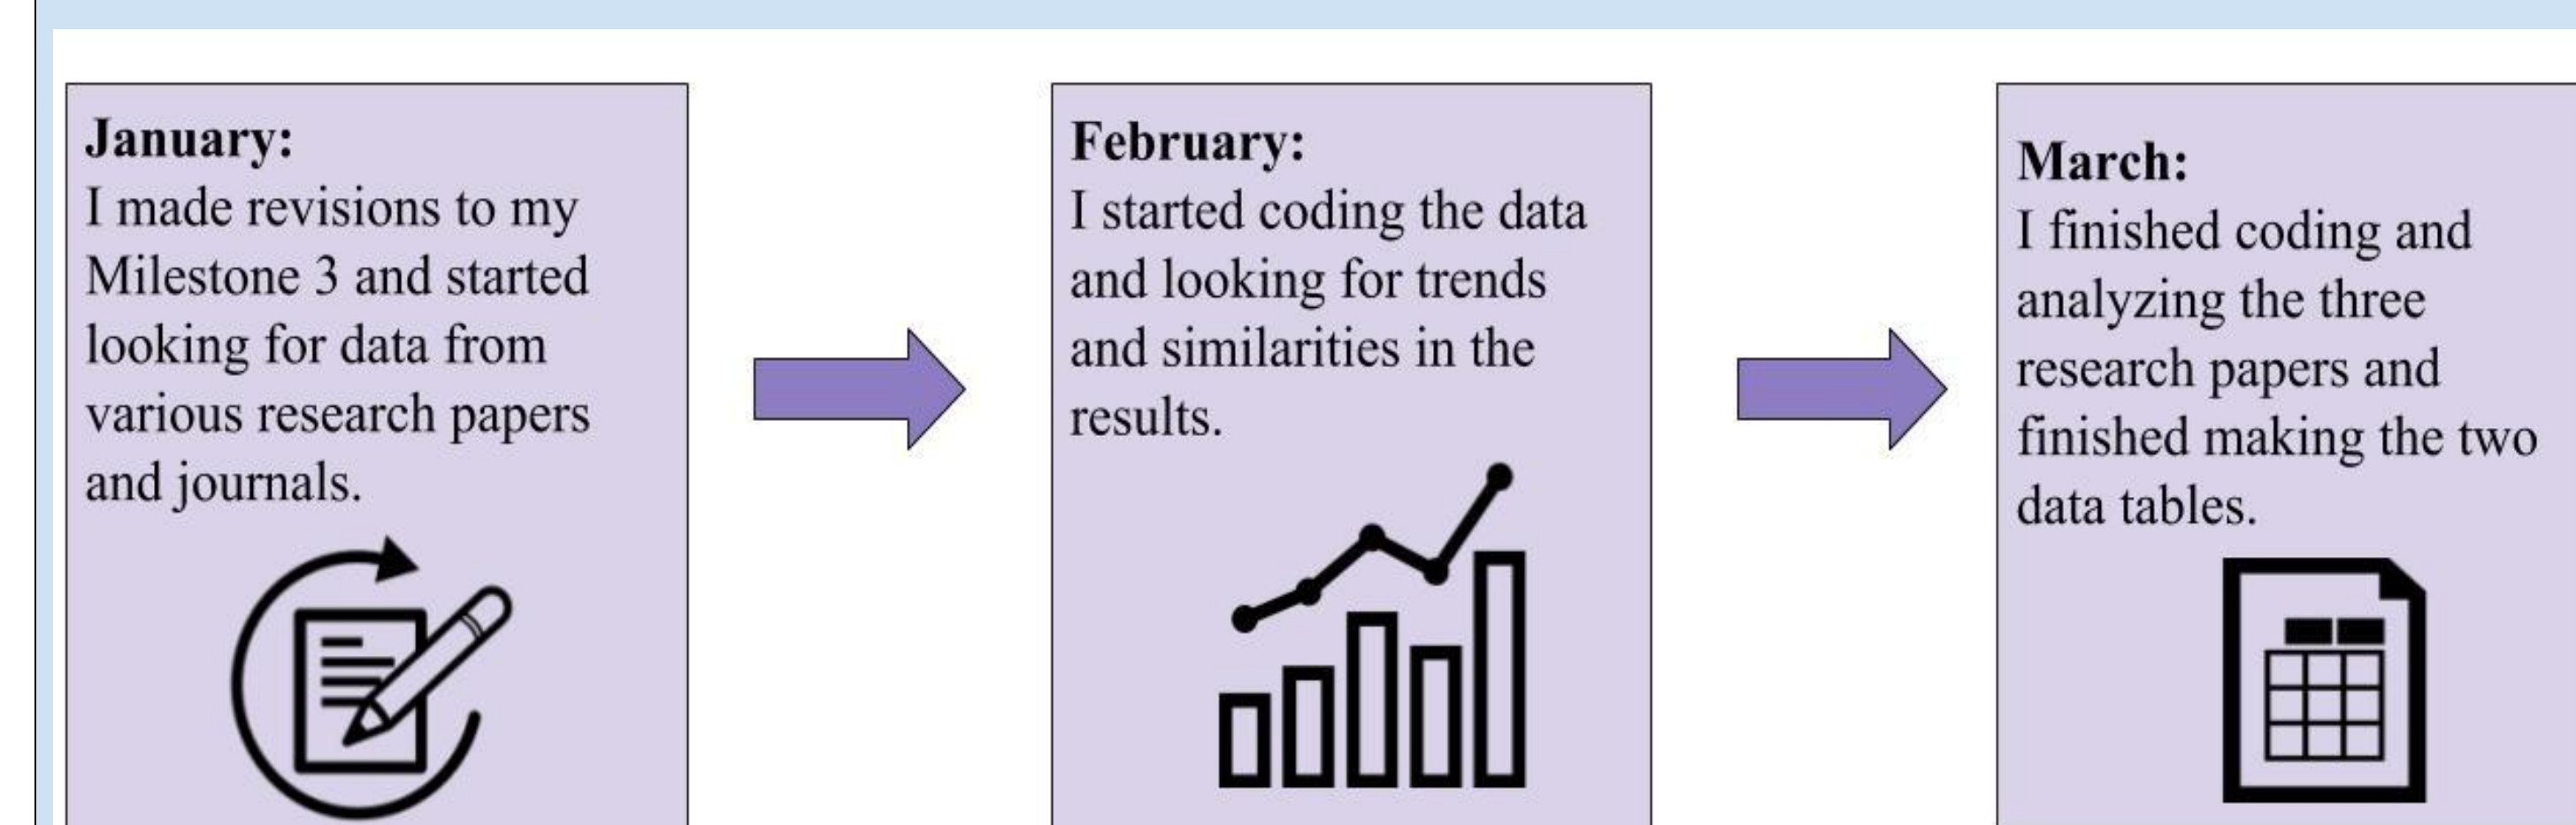 January:
I made revisions to my
Milestone 3 and started
looking for data from
various research papers
and journals.
February:
I started coding the data
and looking for trends
and similarities in the
results.
March:
I finished coding and
analyzing the three
research papers and
finished making the two
data tables.